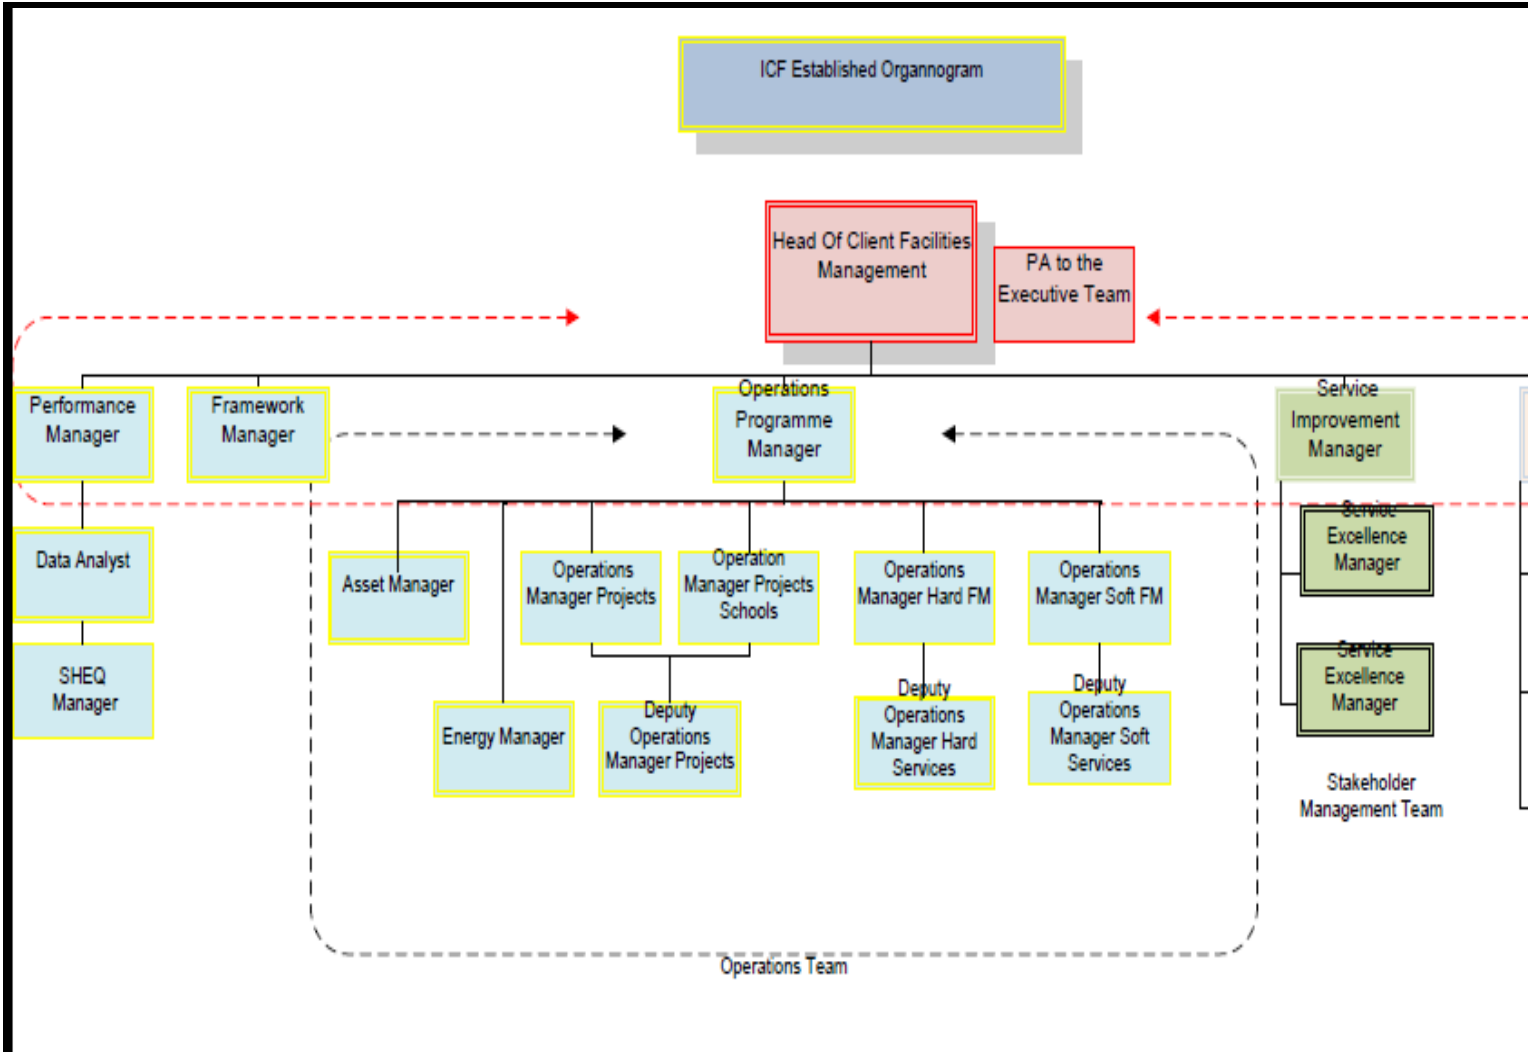 ICF Established Organnogram
Head Of Client Facilities
Management
PA to the
Executive Team
Performance
Manager
Framework
Manager
Operations
Programme
Manager
Service
Improvement
Manager
Data Analyst
SHEQ
Manager
Asset Manager
Operations
Manager Projects
Operation
Manager Projects
Schools
Operations
Manager Hard FM
Operations
Manager Soft FM
Service
Excellence
Manager
Energy Manager
Deputy
Operations
Manager Projects
Deputy
Operations
Manager Hard
Services
Deputy
Operations
Manager Soft
Services
Service
Excellence
Manager
Stakeholder
Management Team
Operations Team